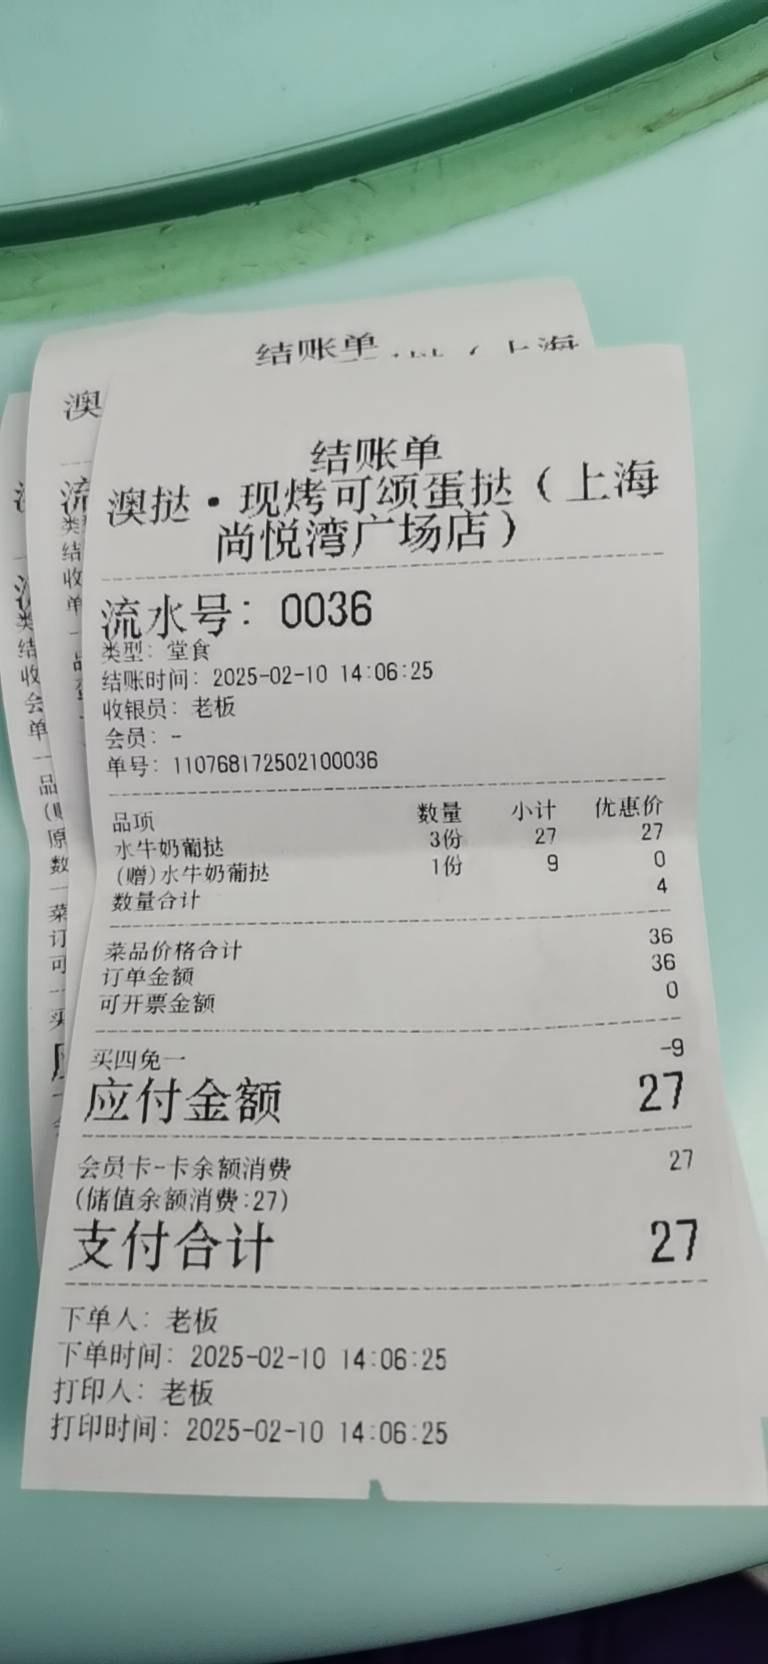 结账单
澳
流
类
结
收
单
品
结账单
澳挞·现烤可颂蛋挞（上海
尚悦湾广场店）
流水号: 0036
类型: 堂食
结账时间: 2025-02-10 14:06:25
收银员: 老板
会员: -
单号: 110768172502100036
品项 数量 小计 优惠价
水牛奶葡挞 3份 27 27
(赠)水牛奶葡挞 1份 9 0
数量合计 4
菜品价格合计 36
订单金额 36
可开票金额 0
买四免一 -9
应付金额 27
会员卡-卡余额消费 27
(储值余额消费:27)
支付合计 27
下单人: 老板
下单时间: 2025-02-10 14:06:25
打印人: 老板
打印时间: 2025-02-10 14:06:25